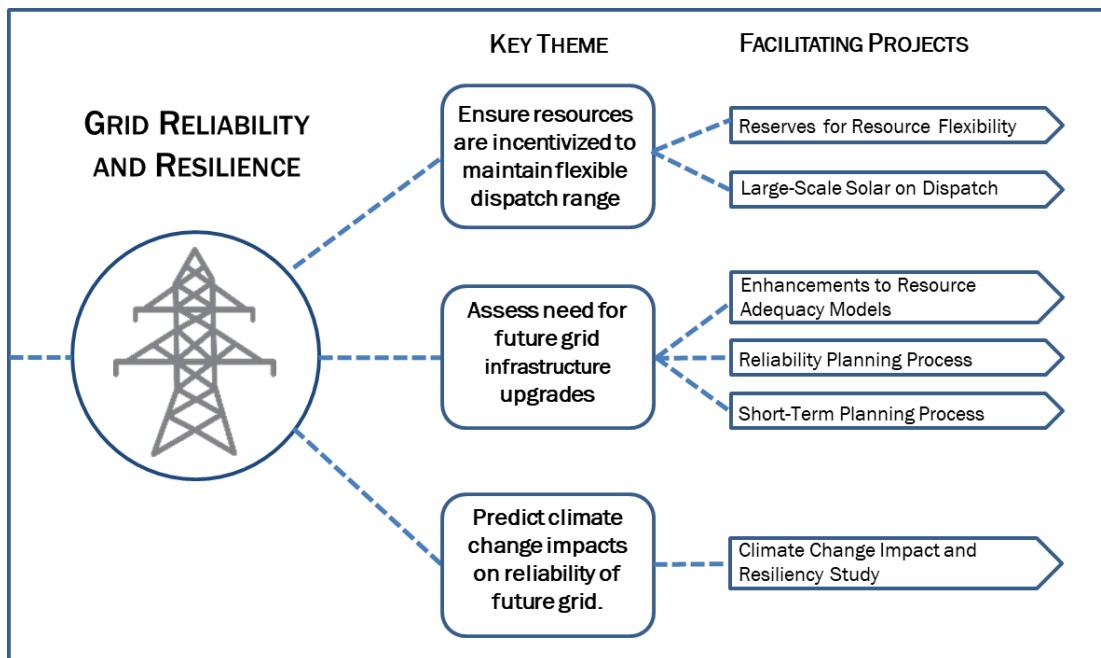 KEY THEME
FACILITATING PROJECTS
GRID RELIABILITY
AND RESILIENCE
Ensure resources
are incentivized to
maintain flexible
dispatch range
Reserves for Resource Flexibility
Large-Scale Solar on Dispatch
Assess need for
future grid
infrastructure
upgrades
Enhancements to Resource
Adequacy Models
Reliability Planning Process
Short-Term Planning Process
Predict climate
change impacts
on reliability of
future grid.
Climate Change Impact and
Resiliency Study